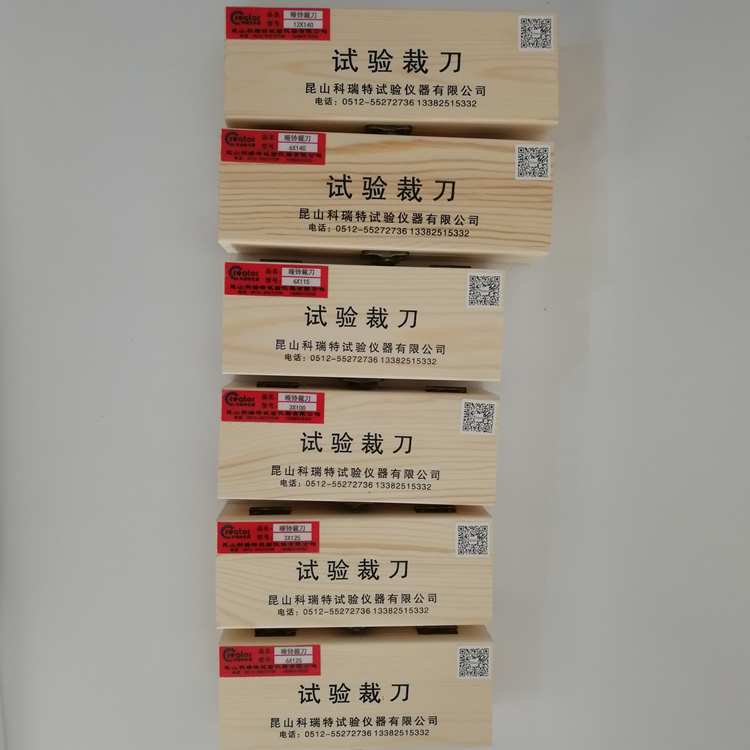 Creator
品名: 哑铃裁刀
型号: 12X140
试验裁刀
昆山科瑞特试验仪器有限公司
电话：0512-55272736 13382515332
Creator
品名: 哑铃裁刀
型号: 6X140
试验裁刀
昆山科瑞特试验仪器有限公司
电话：0512-55272736 13382515332
Creator
品名: 哑铃裁刀
型号: 6X115
试验裁刀
昆山科瑞特试验仪器有限公司
电话：0512-55272736 13382515332
Creator
品名: 哑铃裁刀
型号: 3X100
试验裁刀
昆山科瑞特试验仪器有限公司
电话：0512-55272736 13382515332
Creator
品名: 哑铃裁刀
型号: 3X125
试验裁刀
昆山科瑞特试验仪器有限公司
电话：0512-55272736 13382515332
Creator
品名: 哑铃裁刀
型号: 6X125
试验裁刀
昆山科瑞特试验仪器有限公司
电话：0512-55272736 13382515332